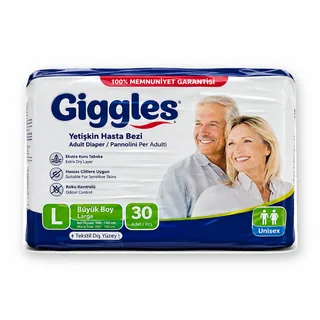 100% MEMNUNİYET GARANTİSİ
Giggles
Yetişkin Hasta Bezi
Adult Diaper / Pannolini Per Adulti
Ekstra Kuru Tabaka
Extra Dry Layer
Hassas Ciltlere Uygun
Suitable For Sensitive Skins
Koku Kontrolü
Odour Control
L
Büyük Boy
Large
30
Adet / Pcs
+ Tekstil Dış Yüzey
Unisex